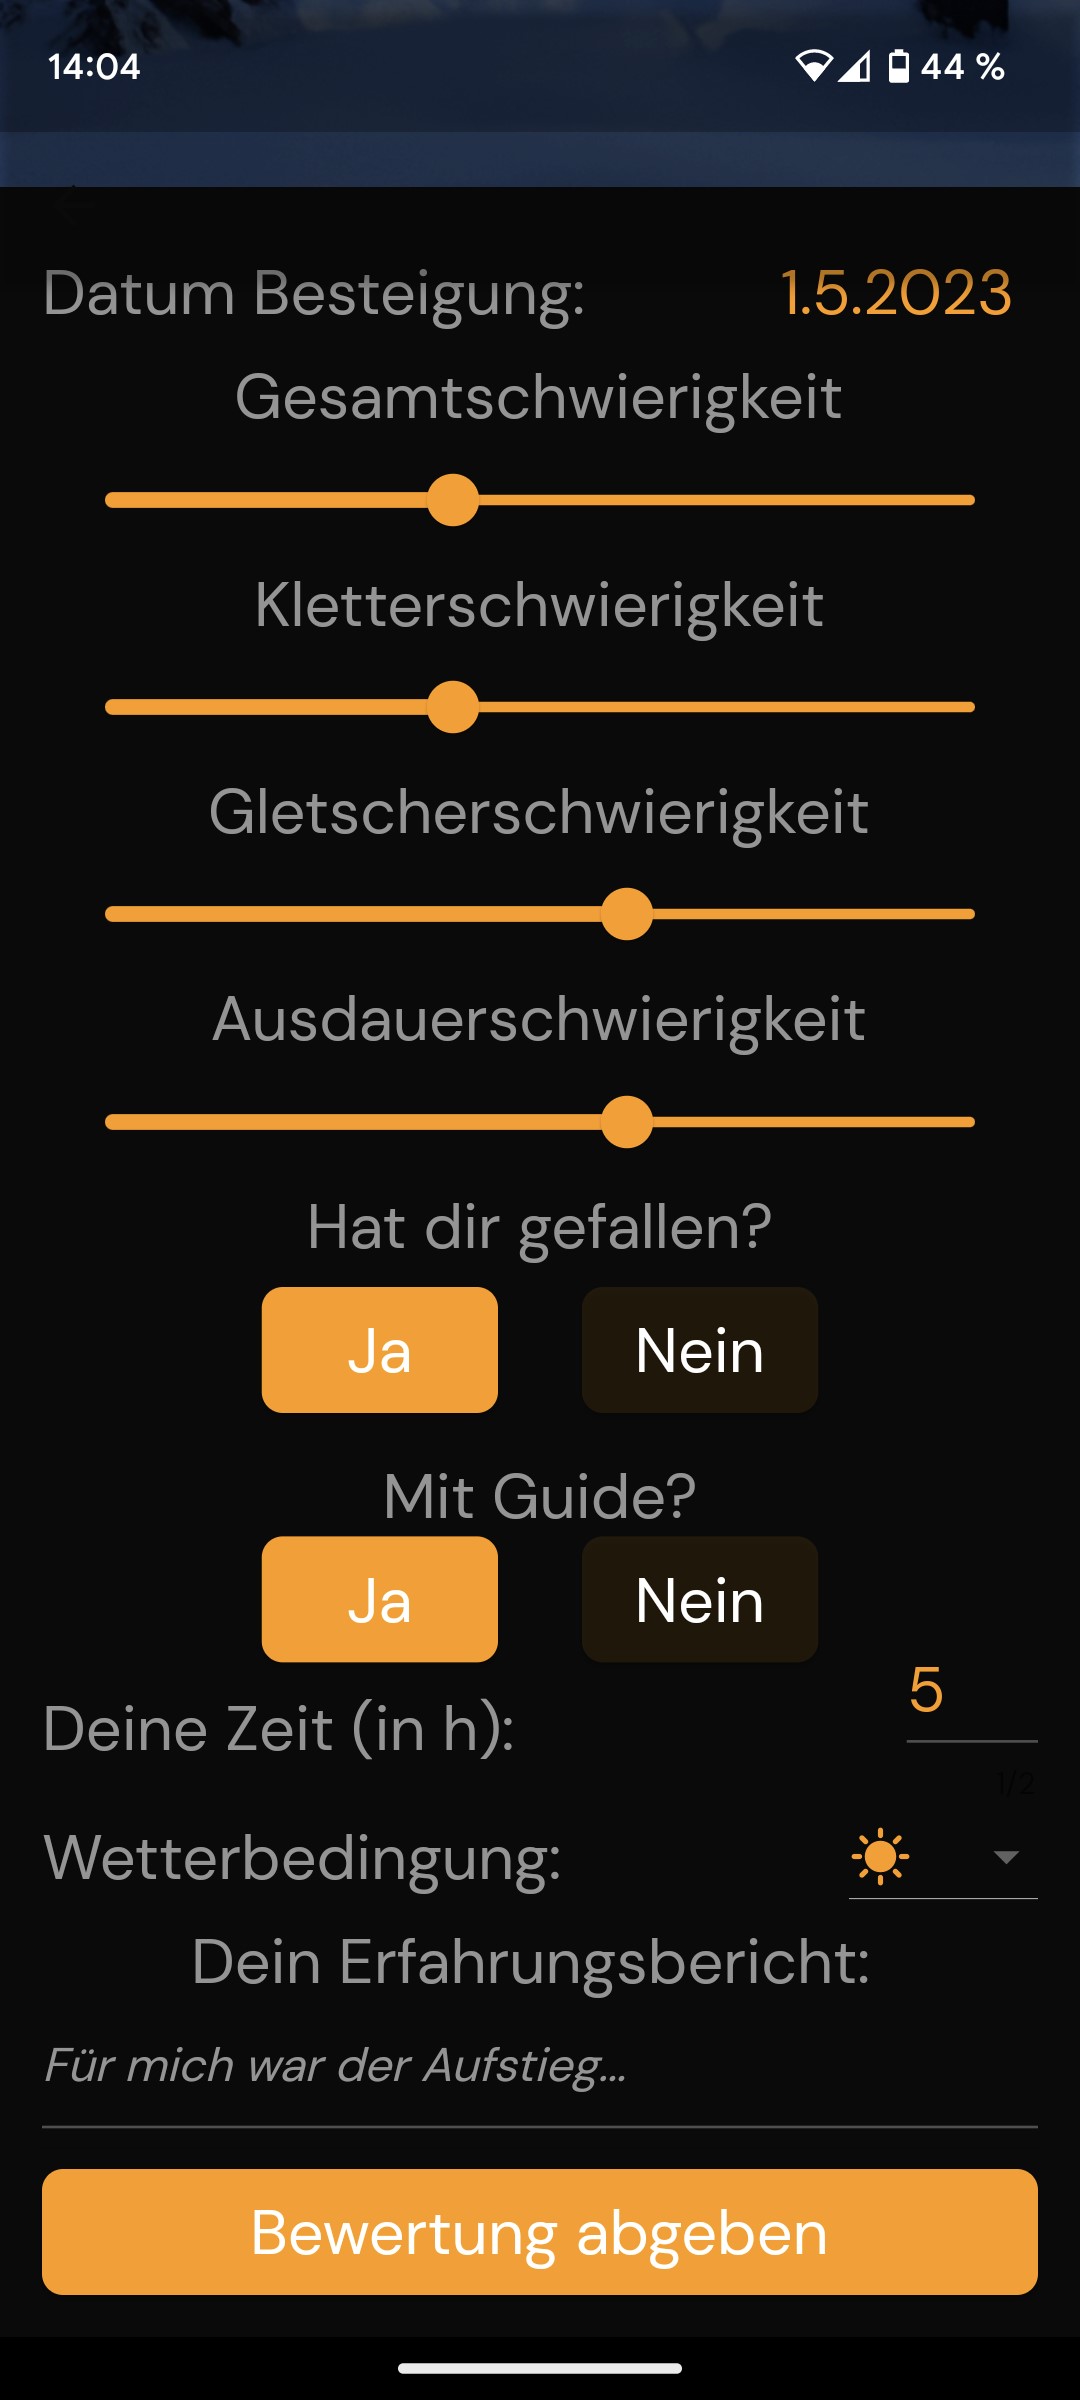 14:04 44 %
Datum Besteigung: 1.5.2023
Gesamtschwierigkeit
Kletterschwierigkeit
Gletscherschwierigkeit
Ausdauerschwierigkeit
Hat dir gefallen?
Ja Nein
Mit Guide?
Ja Nein
Deine Zeit (in h): 5
1/2
Wetterbedingung:
Dein Erfahrungsbericht:
Für mich war der Aufstieg...
Bewertung abgeben